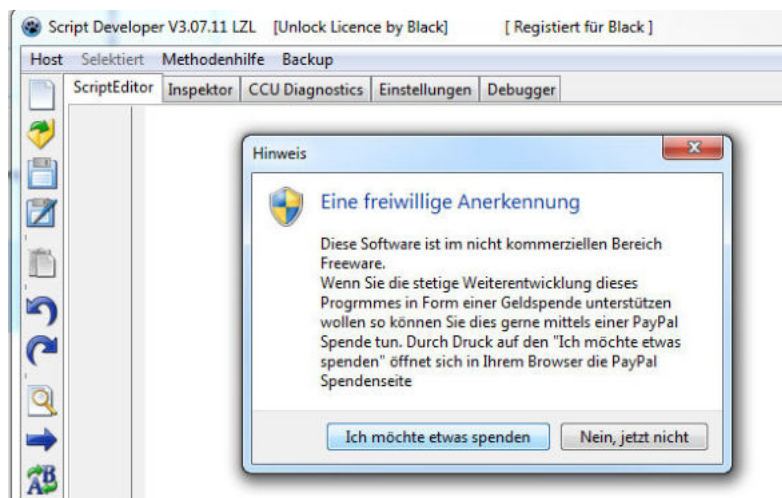 Script Developer V3.07.11 LZL [Unlock Licence by Black] [ Registiert für Black ]
Host Selektiert Methodenhilfe Backup
ScriptEditor Inspektor CCU Diagnostics Einstellungen Debugger
Hinweis
Eine freiwillige Anerkennung
Diese Software ist im nicht kommerziellen Bereich
Freeware.
Wenn Sie die stetige Weiterentwicklung dieses
Progrmmes in Form einer Geldspende unterstützen
wollen so können Sie dies gerne mittels einer PayPal
Spende tun. Durch Druck auf den "Ich möchte etwas
spenden" öffnet sich in Ihrem Browser die PayPal
Spendenseite
Ich möchte etwas spenden Nein, jetzt nicht
AB